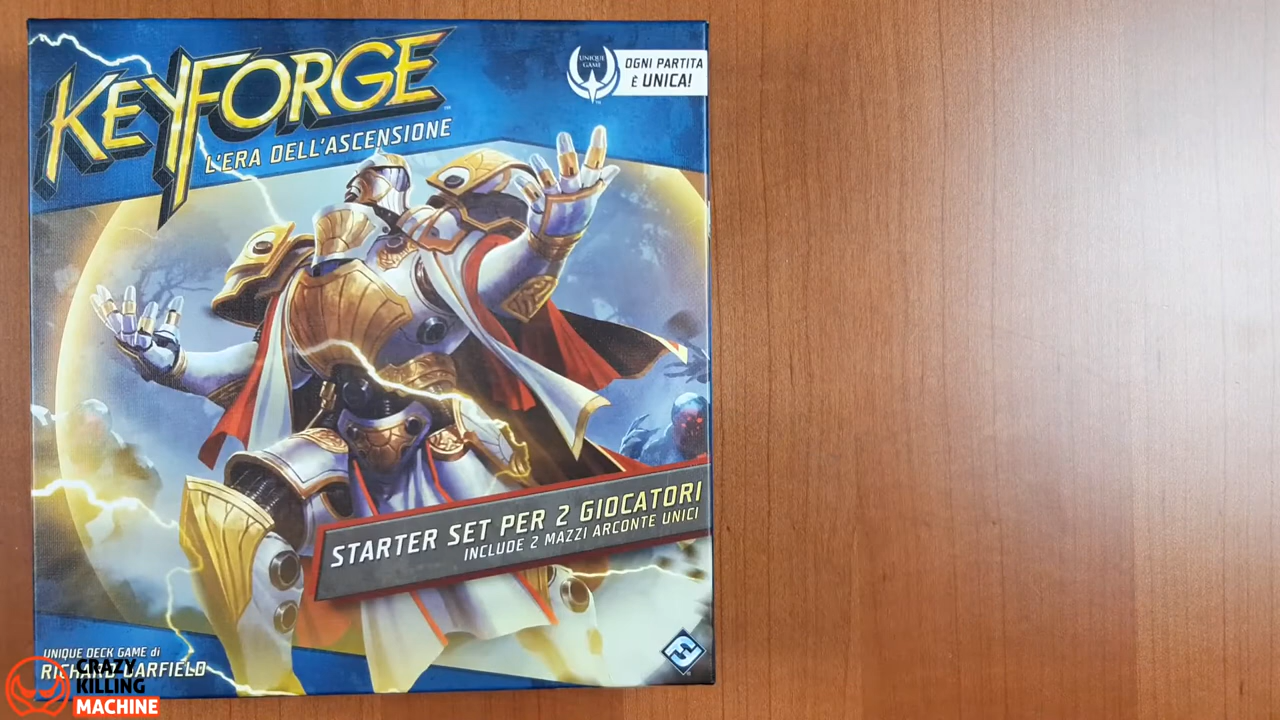 KEYFORGE
L'ERA DELL'ASCENSIONE
UNIQUE
GAME
OGNI PARTITA
È UNICA!
STARTER SET PER 2 GIOCATORI
INCLUDE 2 MAZZI ARCONTE UNICI
UNIQUE DECK GAME di
RICHARD GARFIELD
CRAZY
KILLING
MACHINE